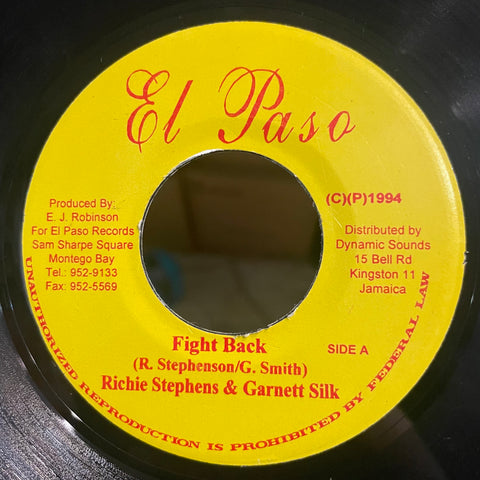 El Paso
Produced By:
E. J. Robinson
For El Paso Records
Sam Sharpe Square
Montego Bay
Tel.: 952-9133
Fax: 952-5569
(C)(P)1994
Distributed by
Dynamic Sounds
15 Bell Rd
Kingston 11
Jamaica
Fight Back
(R. Stephenson/G. Smith)
SIDE A
Richie Stephens & Garnett Silk
UNAUTHORIZED REPRODUCTION IS PROHIBITED BY FEDERAL LAW